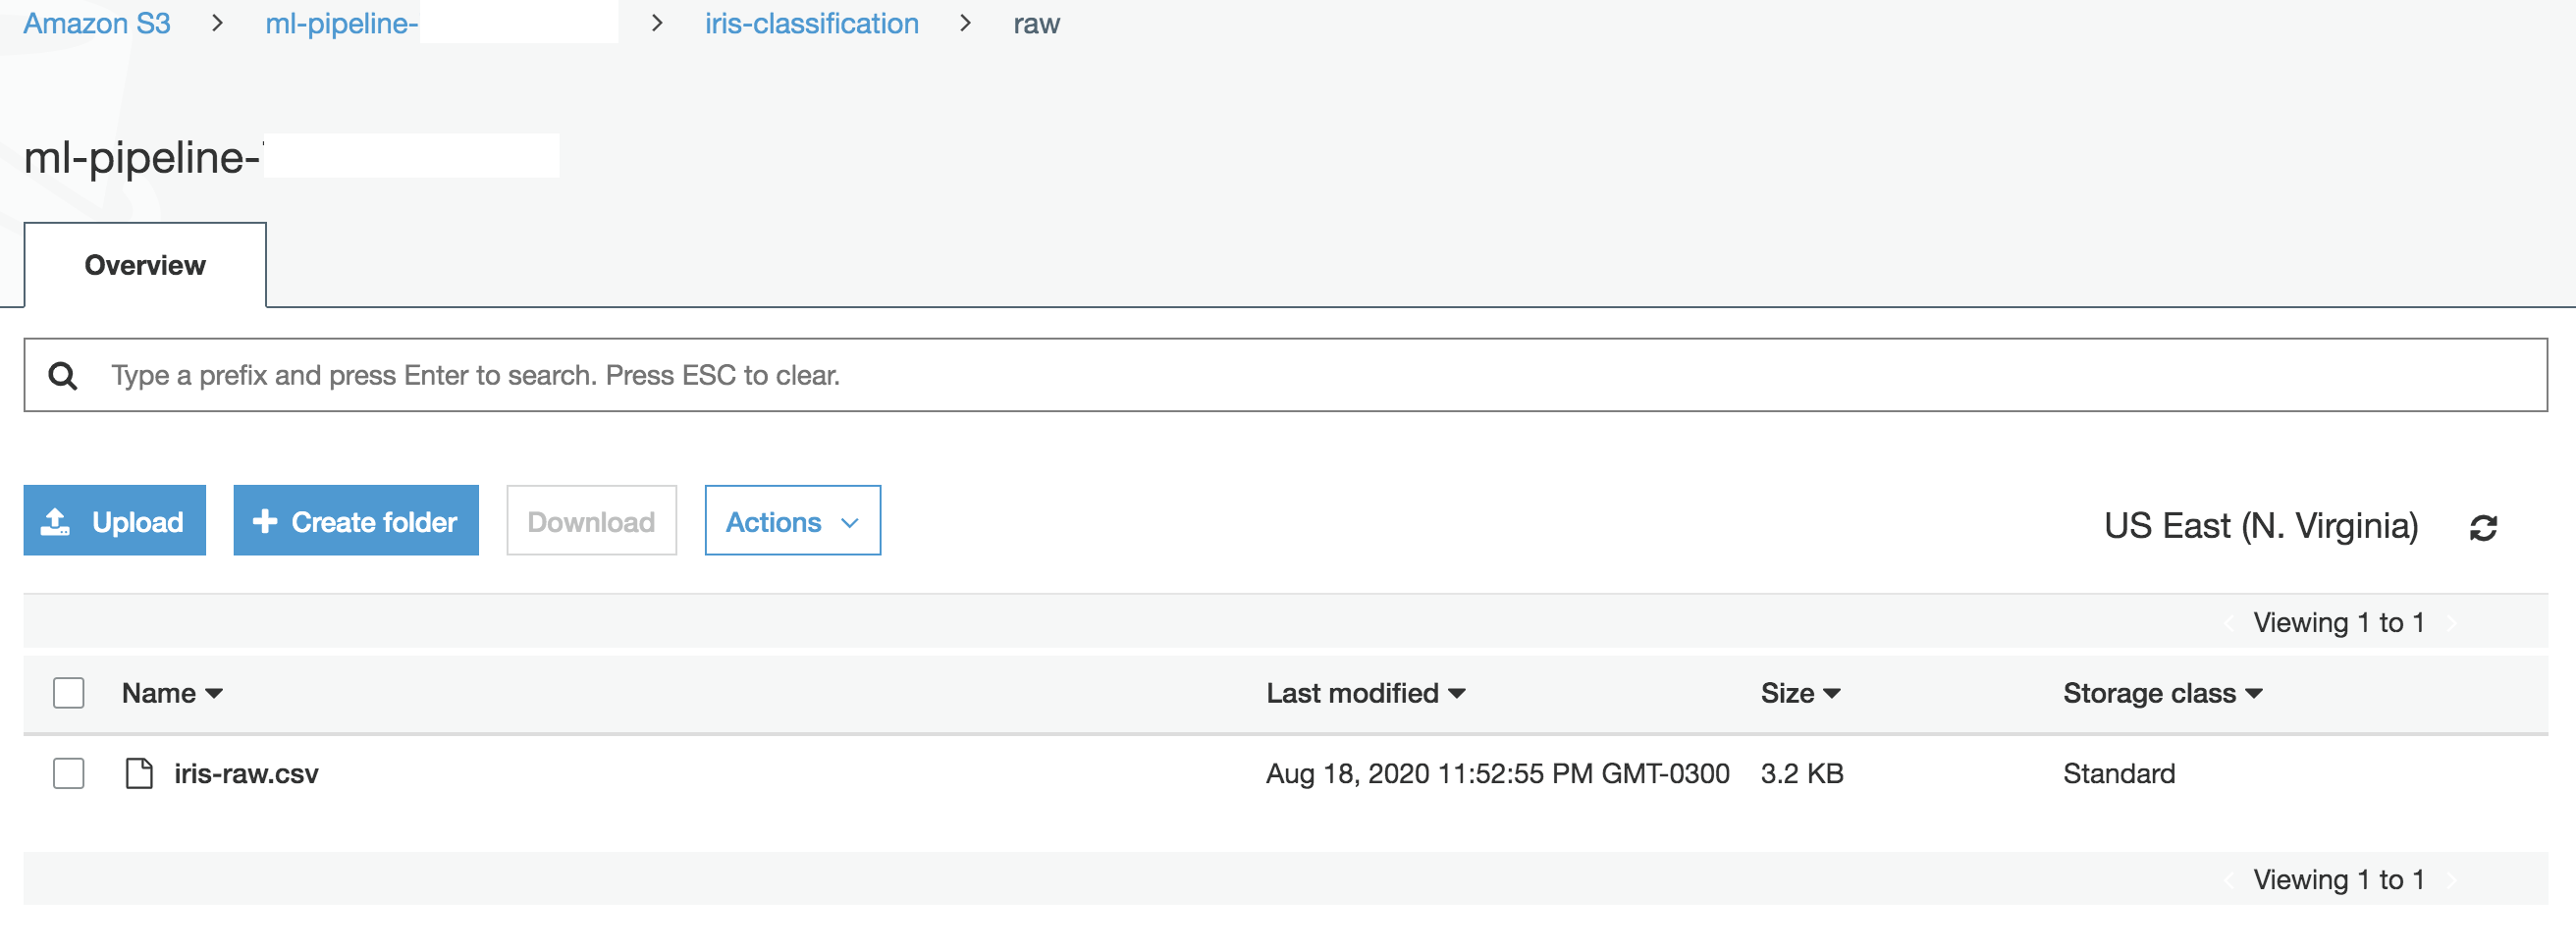 Amazon S3 > ml-pipeline- > iris-classification > raw
ml-pipeline-
Overview
Type a prefix and press Enter to search. Press ESC to clear.
Upload + Create folder Download Actions US East (N. Virginia)
Viewing 1 to 1
Name Last modified Size Storage class
iris-raw.csv Aug 18, 2020 11:52:55 PM GMT-0300 3.2 KB Standard
Viewing 1 to 1